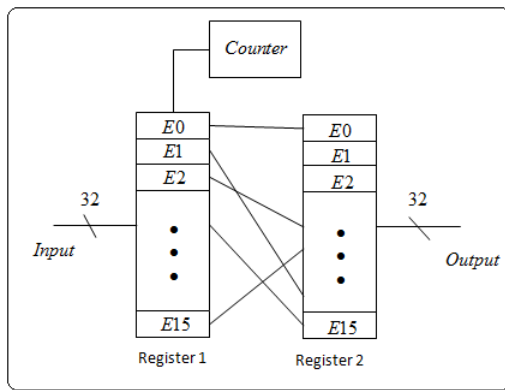 Counter
E0
E1
E2
E15
Register 1
E0
E1
E2
E15
Register 2
32
Input
32
Output